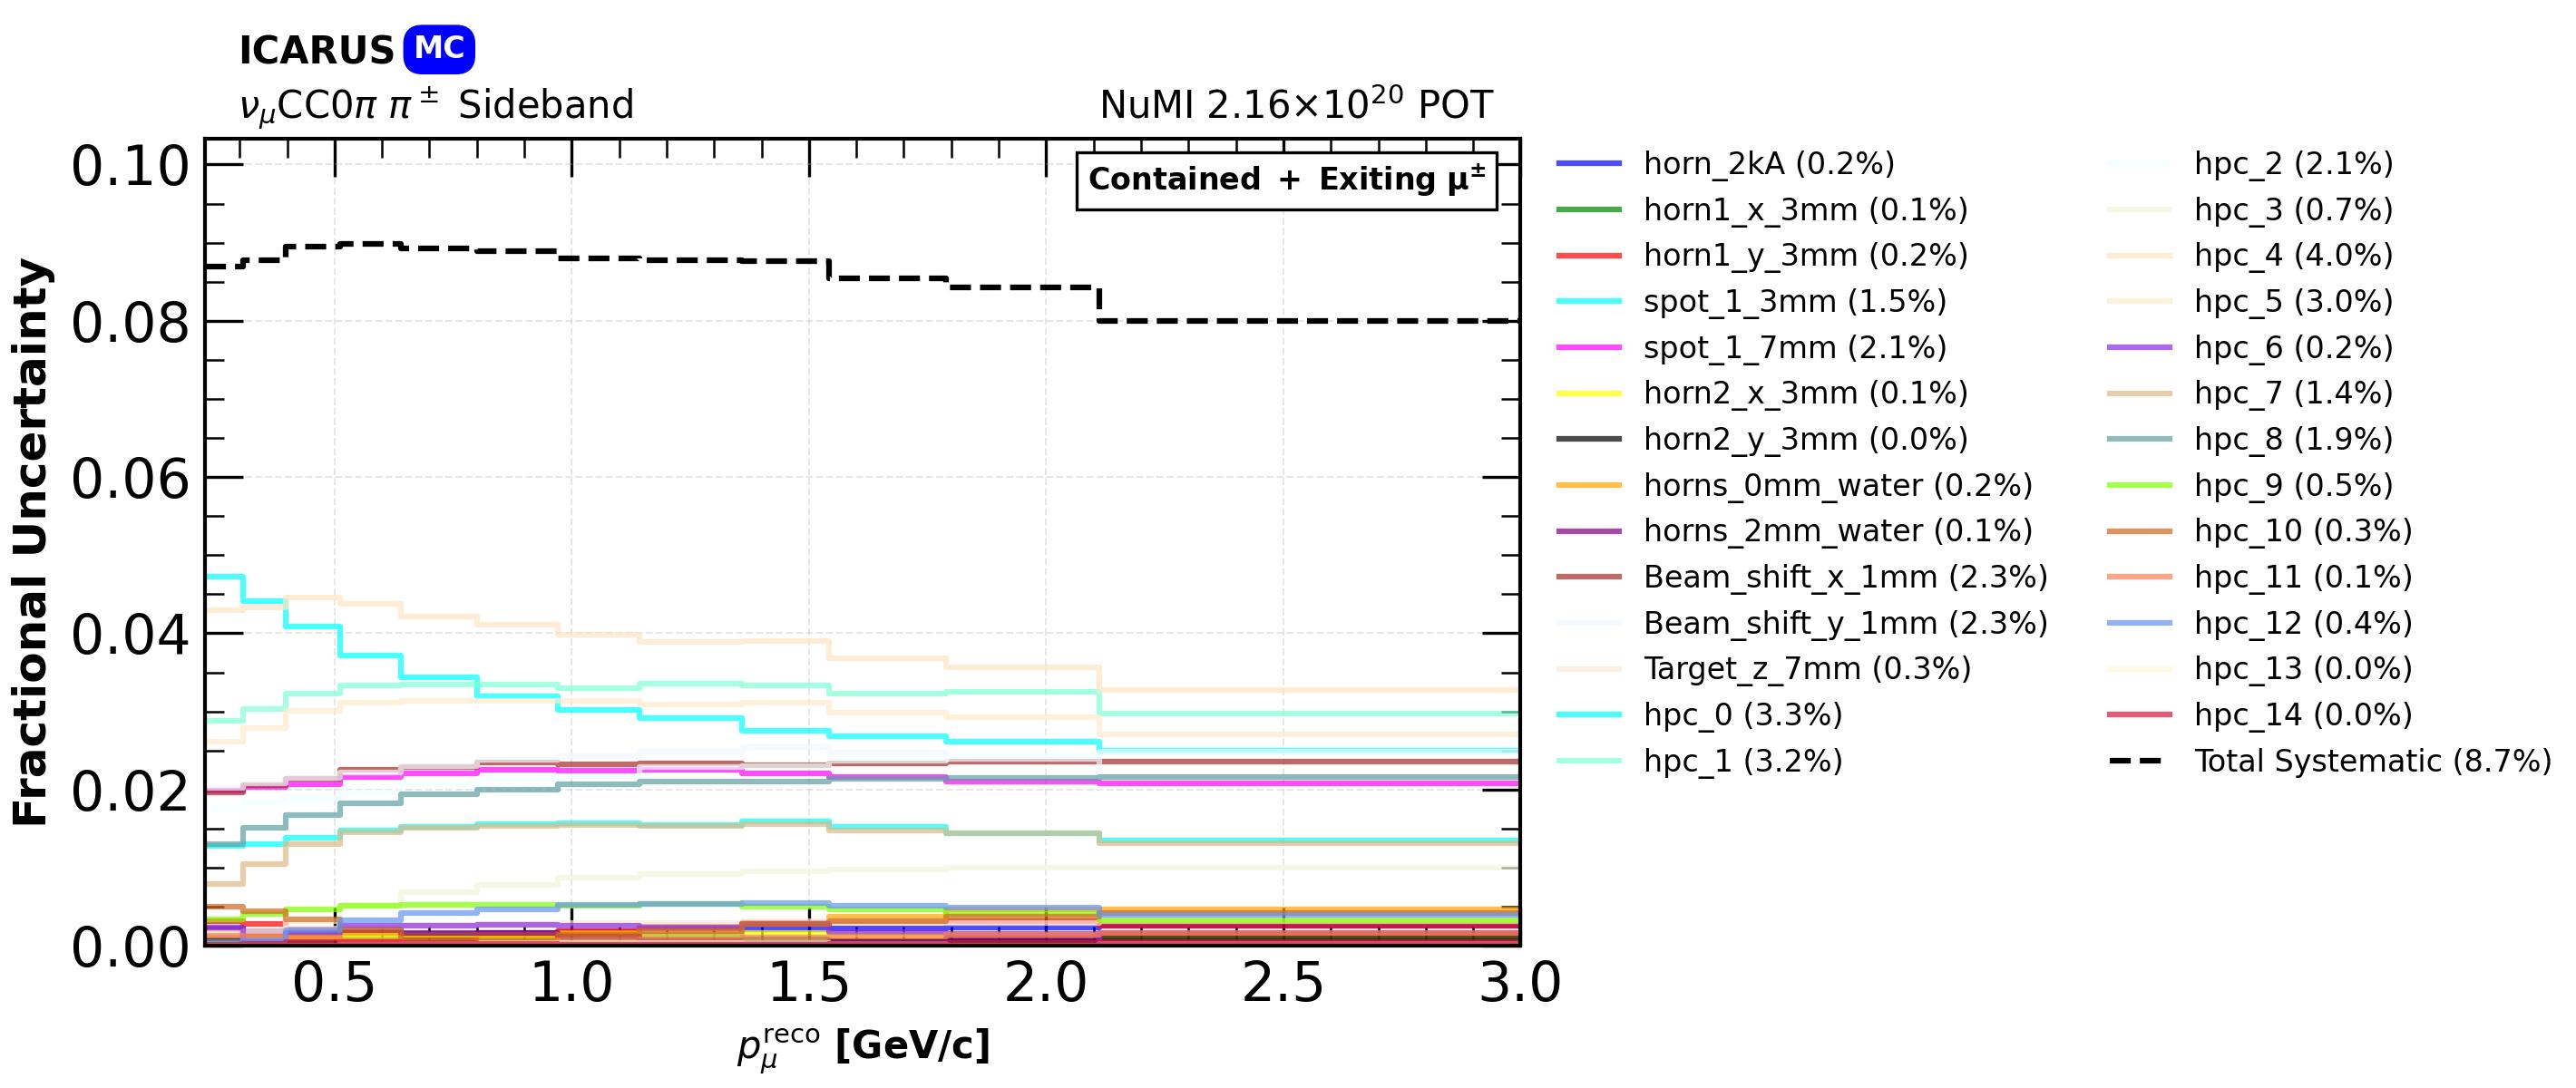 ICARUS MC
νμCC0π π± Sideband
NuMI 2.16×10²⁰ POT
Contained + Exiting μ±
Fractional Uncertainty
0.10
0.08
0.06
0.04
0.02
0.00
0.5
1.0
1.5
2.0
2.5
3.0
pμ^reco [GeV/c]
horn_2kA (0.2%)
horn1_x_3mm (0.1%)
horn1_y_3mm (0.2%)
spot_1_3mm (1.5%)
spot_1_7mm (2.1%)
horn2_x_3mm (0.1%)
horn2_y_3mm (0.0%)
horns_0mm_water (0.2%)
horns_2mm_water (0.1%)
Beam_shift_x_1mm (2.3%)
Beam_shift_y_1mm (2.3%)
Target_z_7mm (0.3%)
hpc_0 (3.3%)
hpc_1 (3.2%)
hpc_2 (2.1%)
hpc_3 (0.7%)
hpc_4 (4.0%)
hpc_5 (3.0%)
hpc_6 (0.2%)
hpc_7 (1.4%)
hpc_8 (1.9%)
hpc_9 (0.5%)
hpc_10 (0.3%)
hpc_11 (0.1%)
hpc_12 (0.4%)
hpc_13 (0.0%)
hpc_14 (0.0%)
Total Systematic (8.7%)